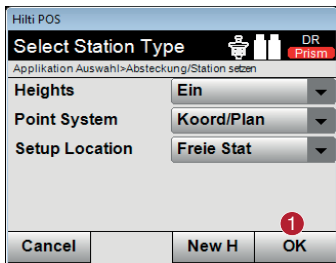 Hilti POS
Select Station Type DR
Prism
Applikation Auswahl>Absteckung/Station setzen
Heights Ein
Point System Koord/Plan
Setup Location Freie Stat
1
Cancel New H OK